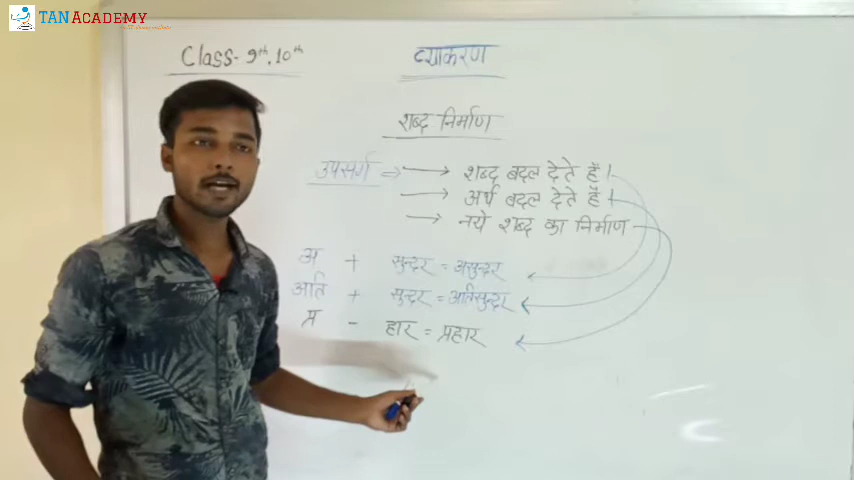 TAN ACADEMY
Class - 9th, 10th
व्याकरण
शब्द निर्माण
उपसर्ग ⇒ → शब्द बदल देते हैं।
→ अर्थ बदल देते हैं।
→ नये शब्द का निर्माण
अ + सुन्दर = असुन्दर
अति + सुन्दर = अतिसुन्दर
प्र - हार = प्रहार